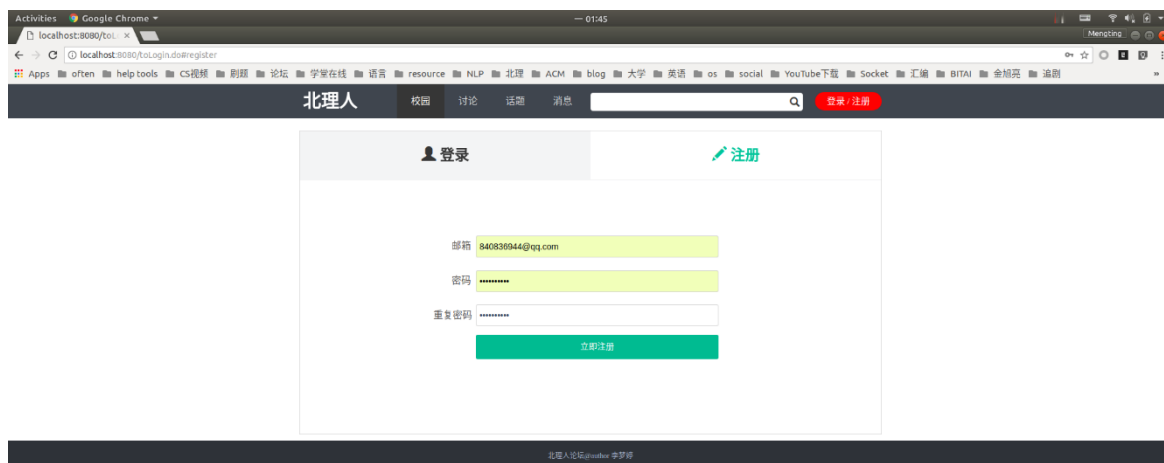 Activities Google Chrome 01:45
localhost:8080/toL Mengting
localhost:8080/toLogin.do#register
Apps often help tools CS视频 刷题 论坛 学堂在线 语言 resource NLP 北理 ACM blog 大学 英语 os social YouTube下载 Socket 汇编 BITAI 金旭亮 追剧 »
北理人 校园 讨论 话题 消息 登录 / 注册
登录 注册
邮箱 840836944@qq.com
密码 ••••••••••
重复密码 ••••••••••
立即注册
北理人论坛@author 李梦婷